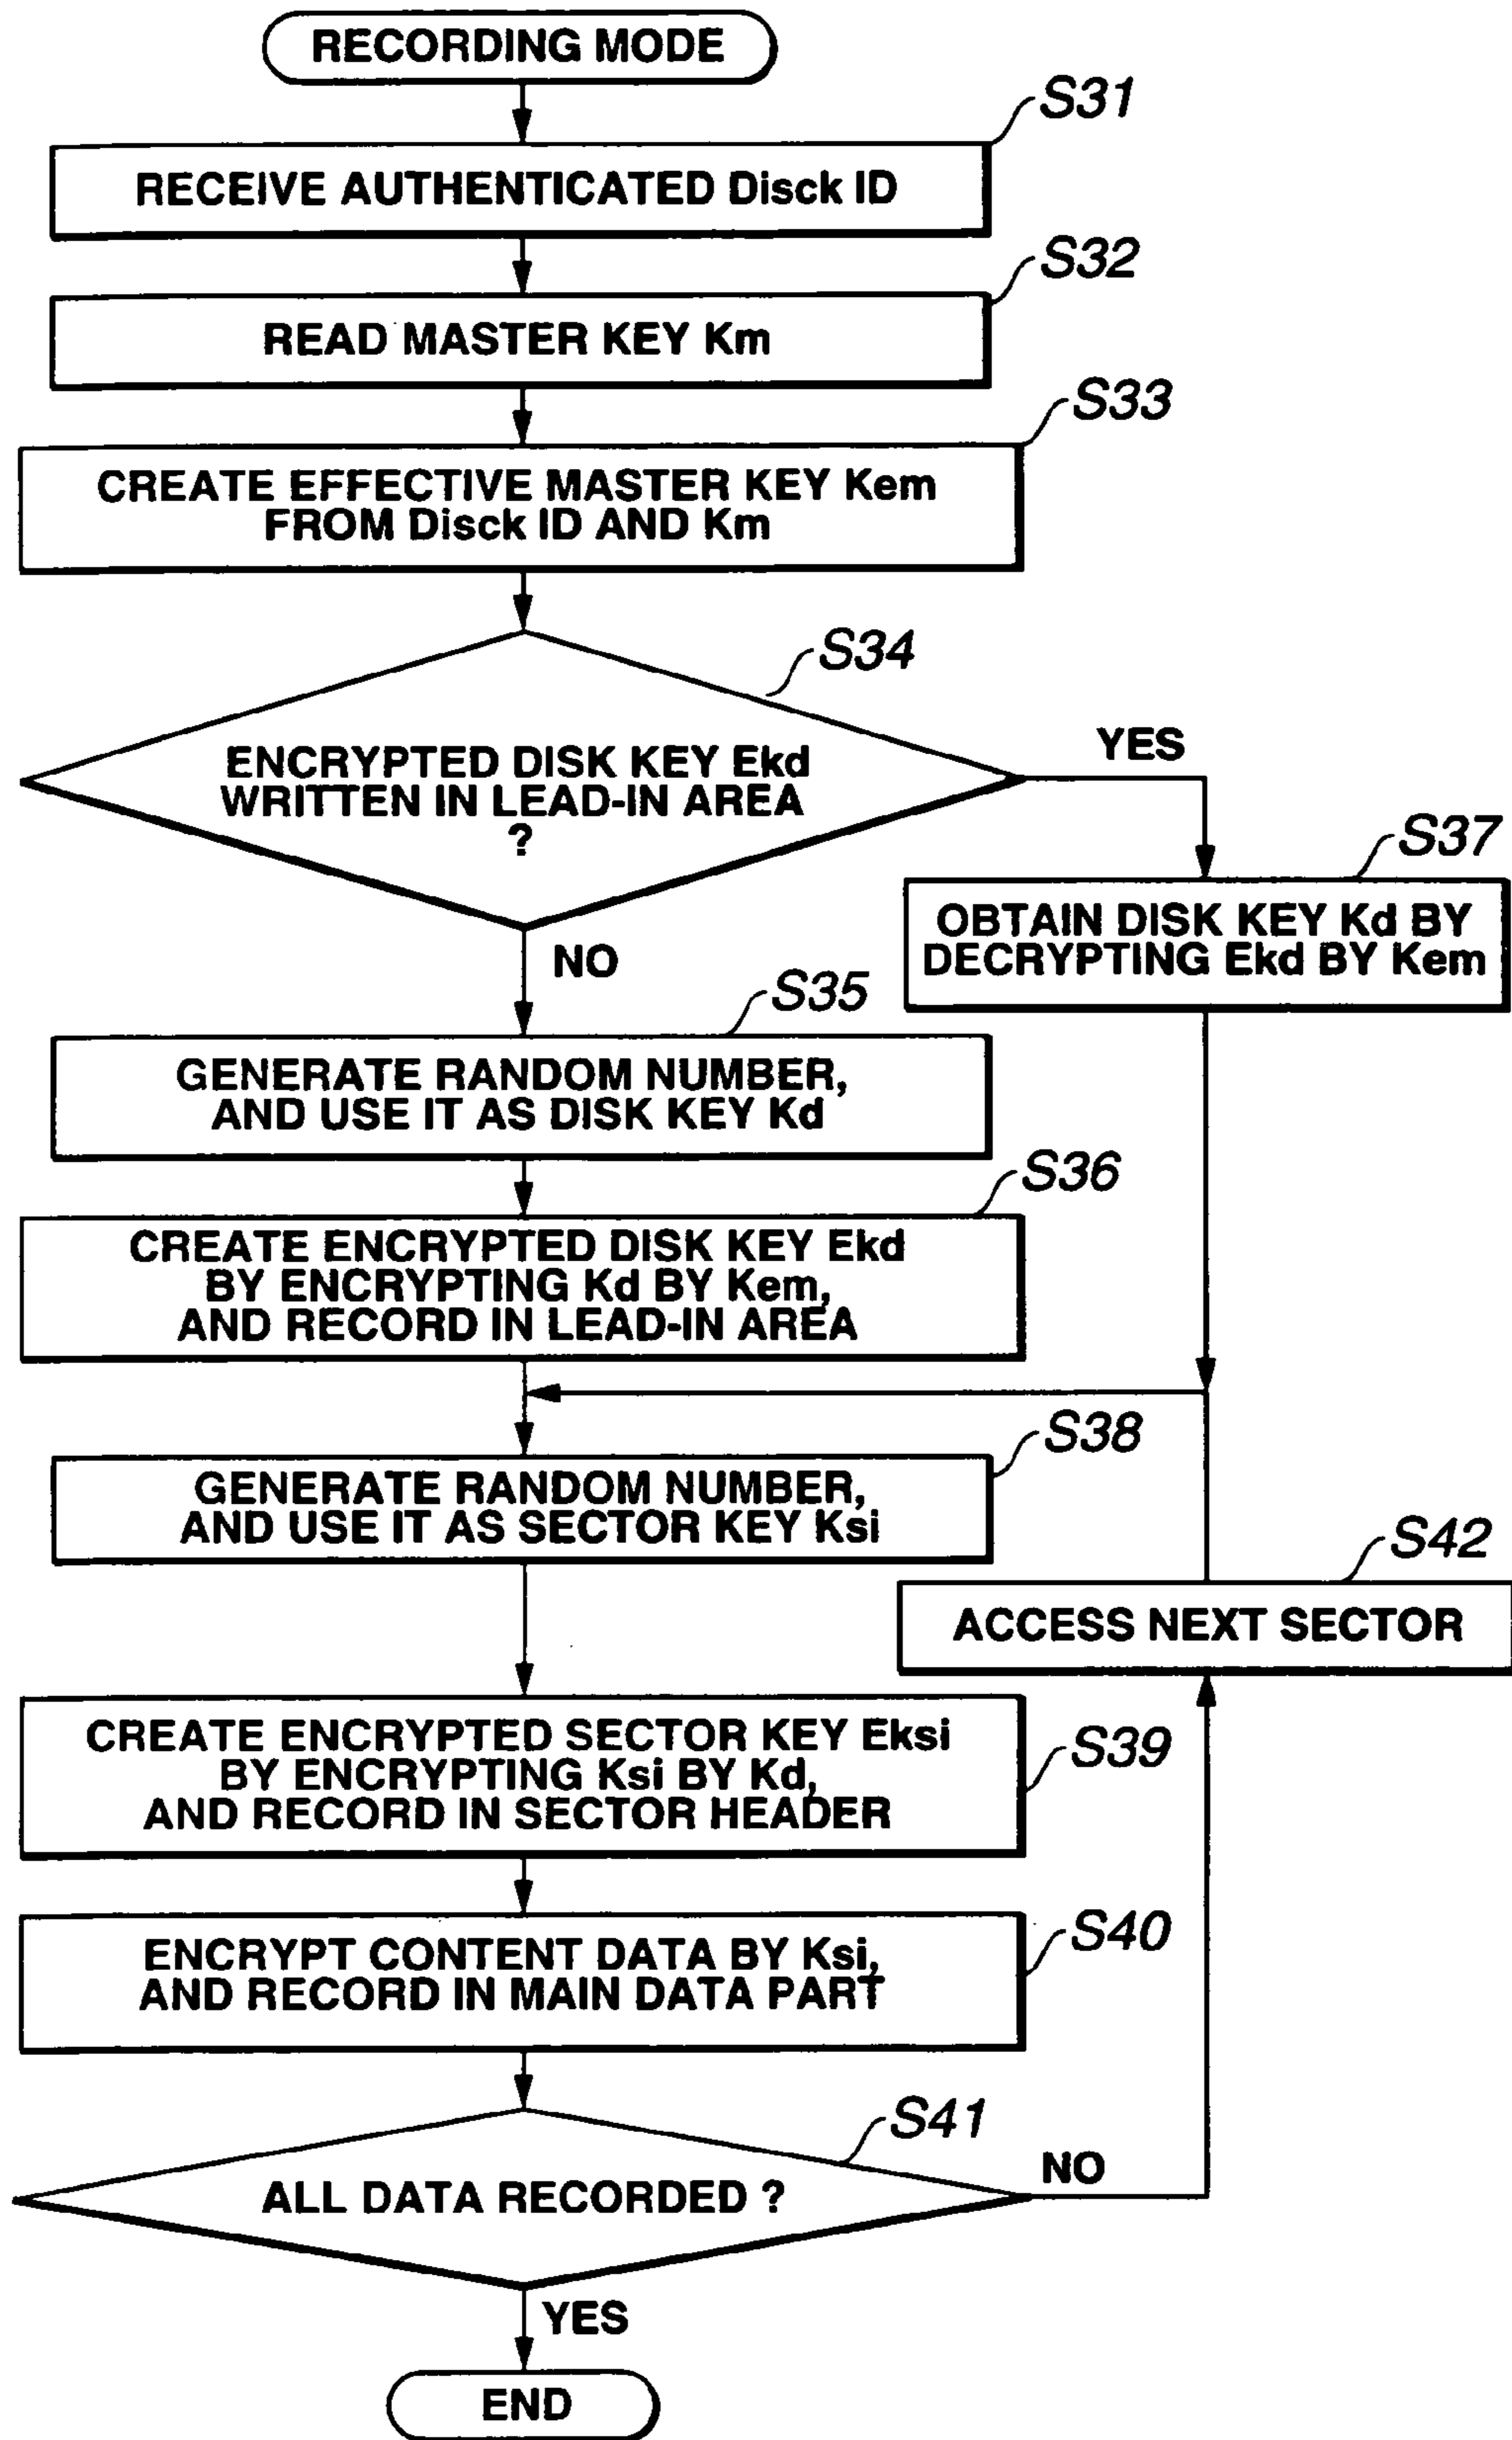 RECORDING MODE
S31
RECEIVE AUTHENTICATED Disck ID
S32
READ MASTER KEY Km
S33
CREATE EFFECTIVE MASTER KEY Kem
FROM Disck ID AND Km
S34
ENCRYPTED DISK KEY Ekd
WRITTEN IN LEAD-IN AREA
?
YES
S37
OBTAIN DISK KEY Kd BY
DECRYPTING Ekd BY Kem
NO
S35
GENERATE RANDOM NUMBER,
AND USE IT AS DISK KEY Kd
S36
CREATE ENCRYPTED DISK KEY Ekd
BY ENCRYPTING Kd BY Kem,
AND RECORD IN LEAD-IN AREA
S38
GENERATE RANDOM NUMBER,
AND USE IT AS SECTOR KEY Ksi
S42
ACCESS NEXT SECTOR
S39
CREATE ENCRYPTED SECTOR KEY Eksi
BY ENCRYPTING Ksi BY Kd,
AND RECORD IN SECTOR HEADER
S40
ENCRYPT CONTENT DATA BY Ksi,
AND RECORD IN MAIN DATA PART
S41
ALL DATA RECORDED ?
NO
YES
END